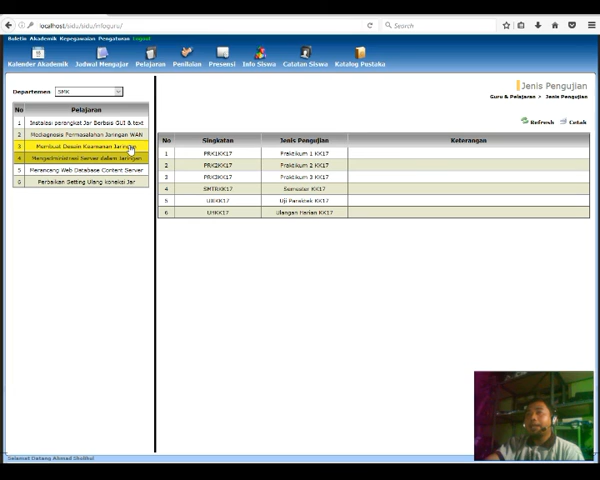 localhost/sidu/sidu/infoguru/
Search
Buletin Akademik Kepegawaian Pengaturan Logout
Kalender Akademik Jadwal Mengajar Pelajaran Penilaian Presensi Info Siswa Catatan Siswa Katalog Pustaka
Departemen : SMK
Jenis Pengujian
Guru & Pelajaran > Jenis Pengujian
Refresh Cetak
No Pelajaran
1 Instalasi perangkat Jar Berbsis GUI & text
2 Mediagnosis Permasalahan Jaringan WAN
3 Membuat Desain Keamanan Jaringan
4 Mengadministrasi Server dalam Jaringan
5 Merancang Web Database Content Server
6 Perbaikan Setting Ulang koneksi Jar
No Singkatan Jenis Pengujian Keterangan
1 PRK1KK17 Praktikum 1 KK17
2 PRK2KK17 Praktikum 2 KK17
3 PRK3KK17 Praktikum 3 KK17
4 SMTRKK17 Semester KK17
5 UJIKK17 Uji Paraktek KK17
6 UHKK17 Ulangan Harian KK17
Selamat Datang Ahmad